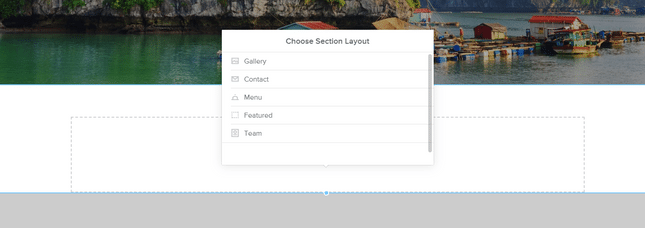 Choose Section Layout
Gallery
Contact
Menu
Featured
Team